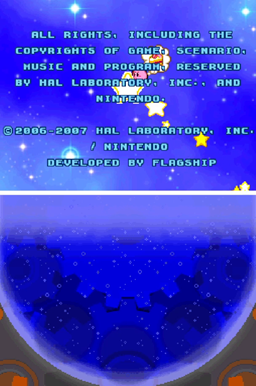 ALL RIGHTS, INCLUDING THE
COPYRIGHTS OF GAME, SCENARIO,
MUSIC AND PROGRAM, RESERVED
BY HAL LABORATORY, INC., AND
NINTENDO.
©2006-2007 HAL LABORATORY, INC.
/ NINTENDO
DEVELOPED BY FLAGSHIP